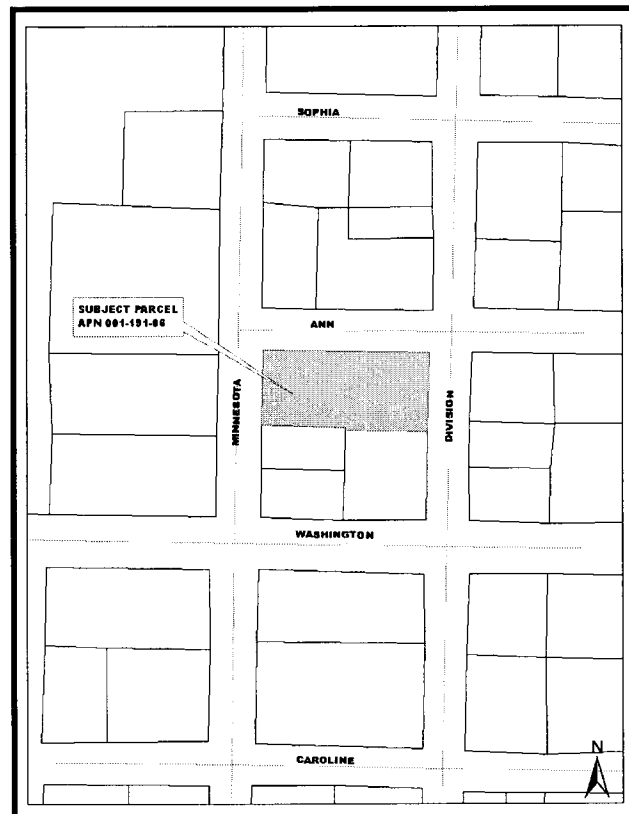 SOPHIA
SUBJECT PARCEL
APN 001-191-06
ANN
MINNESOTA
DIVISION
WASHINGTON
CAROLINE
N